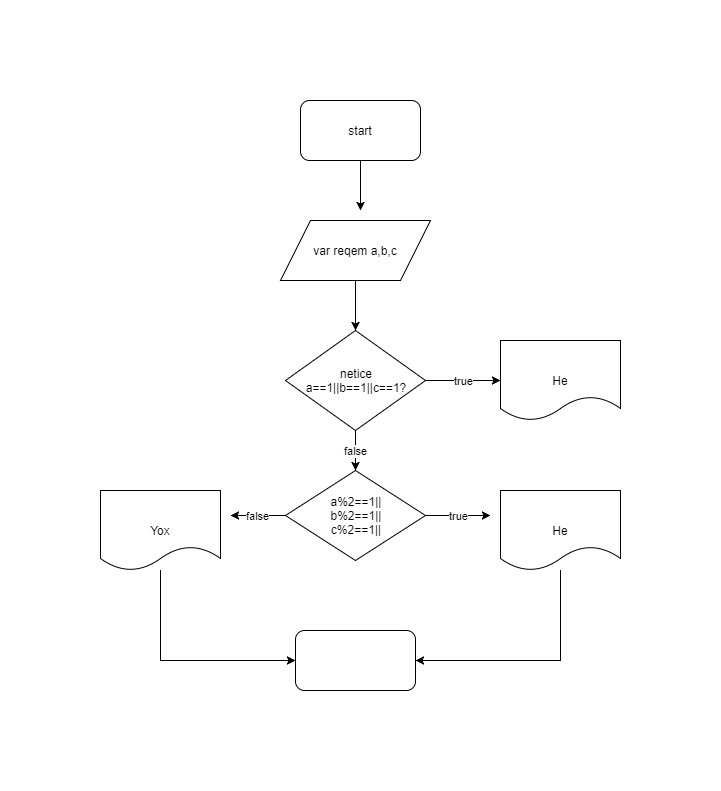 start
var reqem a,b,c
netice
a==1||b==1||c==1?
true
He
false
a%2==1||
b%2==1||
c%2==1||
false
true
Yox
He